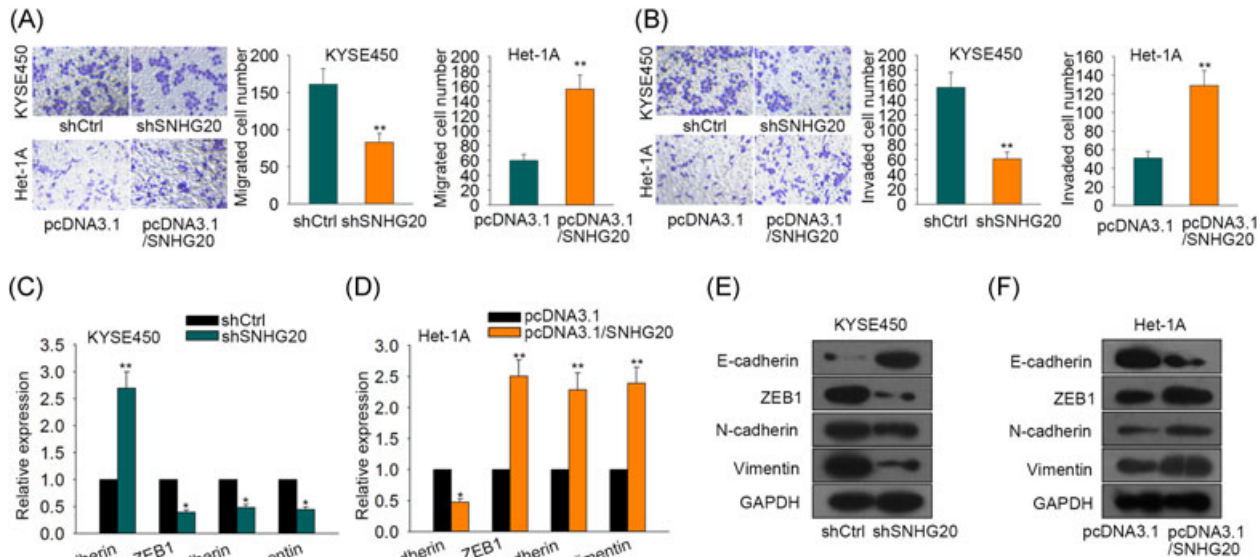 (A)
KYSE450
Het-1A
shCtrl
shSNHG20
pcDNA3.1
pcDNA3.1
/SNHG20
KYSE450
Migrated cell number
200
150
100
50
0
**
shCtrl shSNHG20
Het-1A
Migrated cell number
200
180
160
140
120
100
80
60
40
20
0
**
pcDNA3.1
pcDNA3.1
/SNHG20
(B)
KYSE450
Het-1A
shCtrl
shSNHG20
pcDNA3.1
pcDNA3.1
/SNHG20
KYSE450
Invaded cell number
200
180
160
140
120
100
80
60
40
20
0
**
shCtrl shSNHG20
Het-1A
Invaded cell number
160
140
120
100
80
60
40
20
0
**
pcDNA3.1
pcDNA3.1
/SNHG20
(C)
shCtrl
shSNHG20
KYSE450
Relative expression
3.5
3.0
2.5
2.0
1.5
1.0
0.5
0.0
**
*
*
*
ZEB1
(D)
pcDNA3.1
pcDNA3.1/SNHG20
Het-1A
Relative expression
3.0
2.5
2.0
1.5
1.0
0.5
0.0
*
**
**
**
ZEB1
(E)
KYSE450
E-cadherin
ZEB1
N-cadherin
Vimentin
GAPDH
shCtrl shSNHG20
(F)
Het-1A
E-cadherin
ZEB1
N-cadherin
Vimentin
GAPDH
pcDNA3.1
pcDNA3.1
/SNHG20